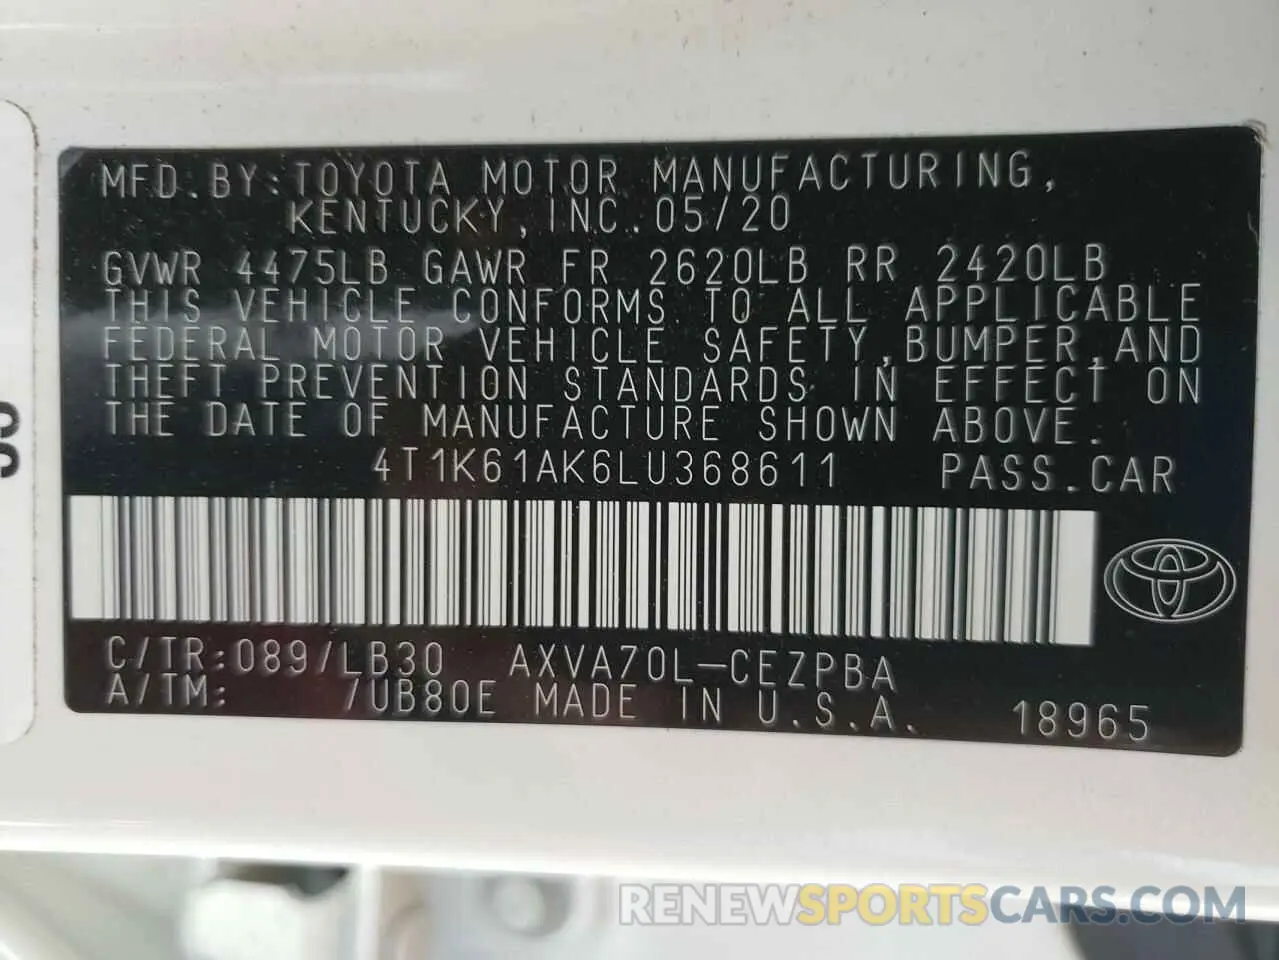 MFD.BY:TOYOTA MOTOR MANUFACTURING,
KENTUCKY, INC. 05/20
GVWR 4475LB GAWR FR 2620LB RR 2420LB
THIS VEHICLE CONFORMS TO ALL APPLICABLE
FEDERAL MOTOR VEHICLE SAFETY,BUMPER,AND
THEFT PREVENTION STANDARDS IN EFFECT ON
THE DATE OF MANUFACTURE SHOWN ABOVE.
4T1K61AK6LU368611 PASS.CAR
C/TR:089/LB30 AXVA70L-CEZPBA
A/TM: /UB80E MADE IN U.S.A. 18965
RENEWSPORTSCARS.COM